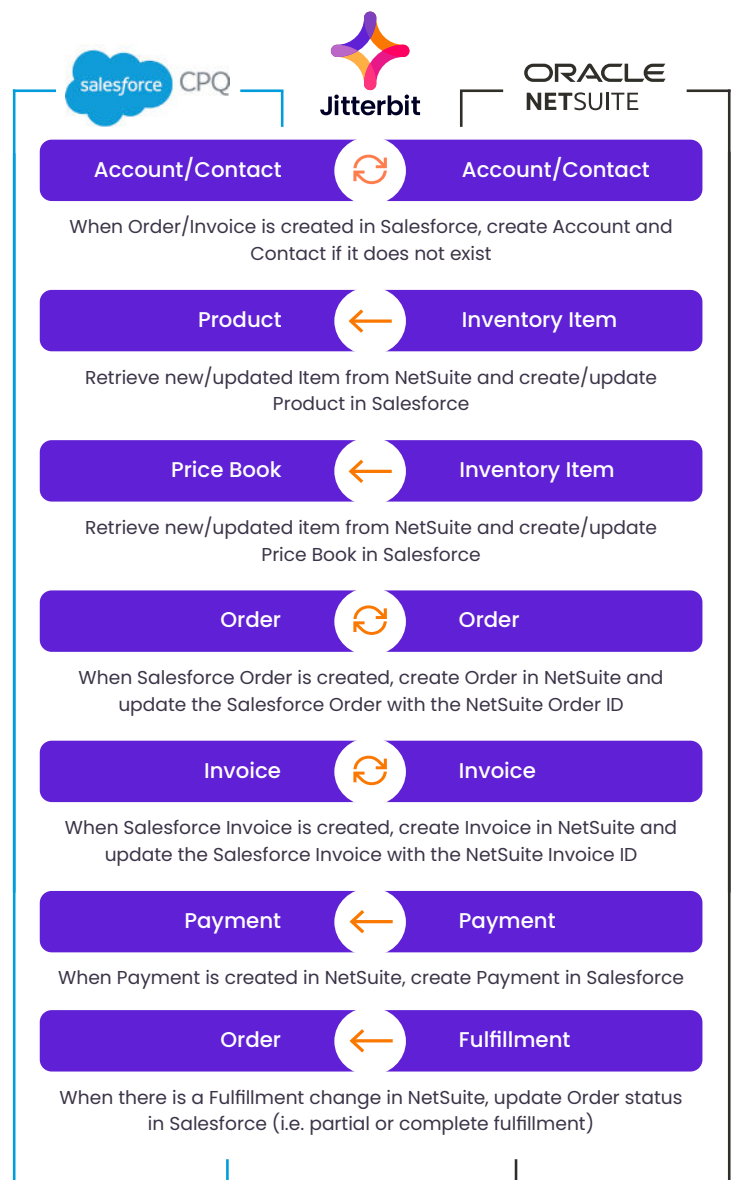 salesforce CPQ
Jitterbit
ORACLE
NETSUITE
Account/Contact Account/Contact
When Order/Invoice is created in Salesforce, create Account and
Contact if it does not exist
Product Inventory Item
Retrieve new/updated Item from NetSuite and create/update
Product in Salesforce
Price Book Inventory Item
Retrieve new/updated item from NetSuite and create/update
Price Book in Salesforce
Order Order
When Salesforce Order is created, create Order in NetSuite and
update the Salesforce Order with the NetSuite Order ID
Invoice Invoice
When Salesforce Invoice is created, create Invoice in NetSuite and
update the Salesforce Invoice with the NetSuite Invoice ID
Payment Payment
When Payment is created in NetSuite, create Payment in Salesforce
Order Fulfillment
When there is a Fulfillment change in NetSuite, update Order status
in Salesforce (i.e. partial or complete fulfillment)